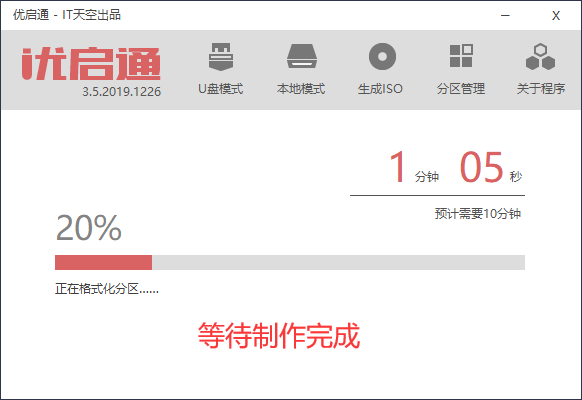 优启通 - IT天空出品
优启通
3.5.2019.1226
U盘模式
本地模式
生成ISO
分区管理
关于程序
1 分钟 05 秒
预计需要10分钟
20%
正在格式化分区......
等待制作完成